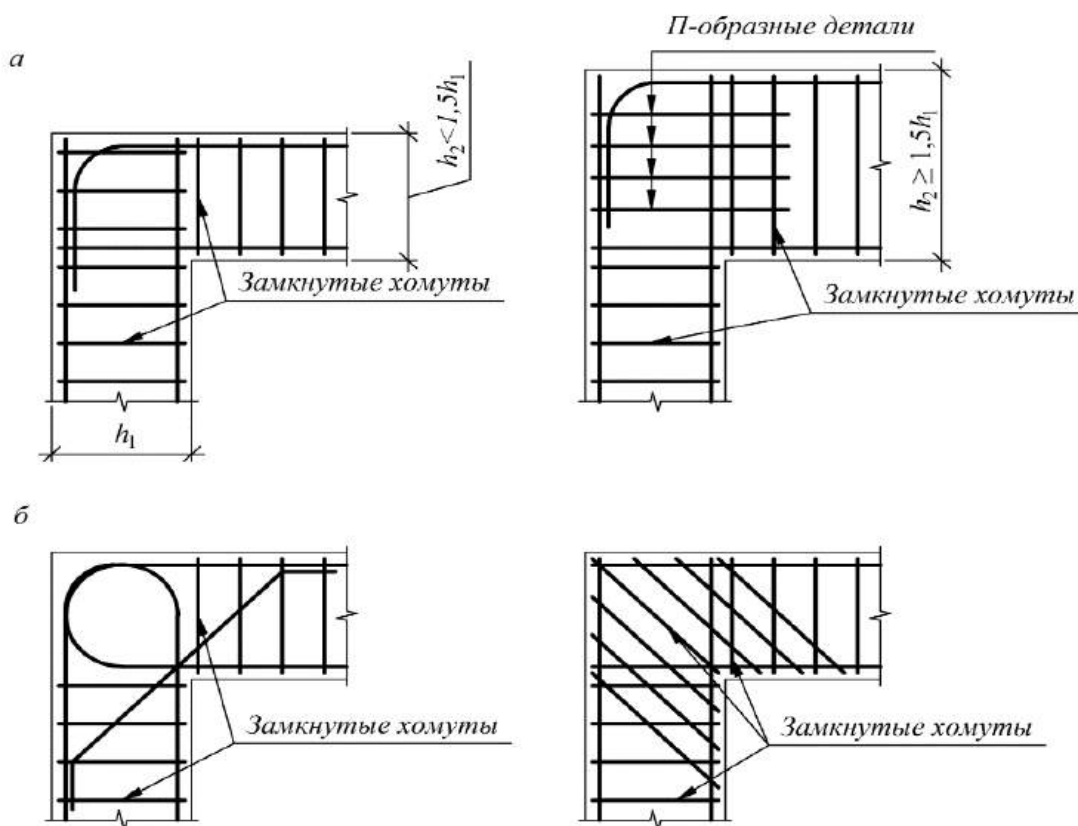 П-образные детали
а
h₂<1,5h₁
h₂ ≥ 1,5h₁
Замкнутые хомуты
Замкнутые хомуты
h₁
б
Замкнутые хомуты
Замкнутые хомуты